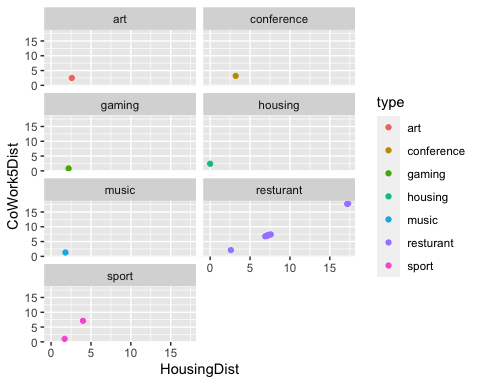 art
conference
15
10
5
0
gaming
housing
15
10
5
0
music
resturant
15
10
5
0
sport
15
10
5
0
0 5 10 15
0 5 10 15
HousingDist
CoWork5Dist
type
art
conference
gaming
housing
music
resturant
sport